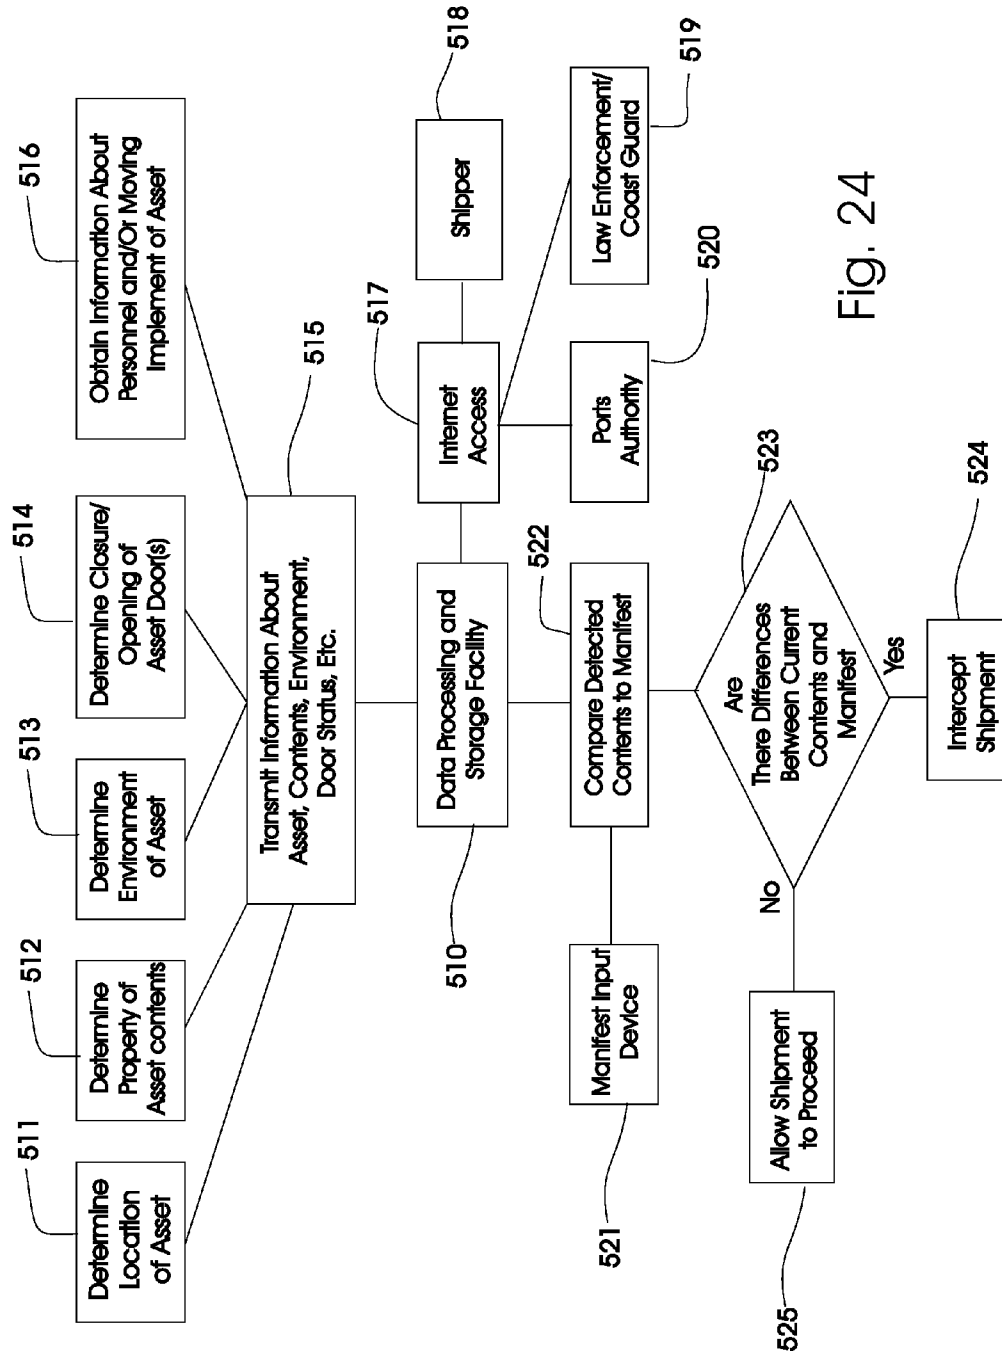 511
Determine
Location
of Asset
512
Determine
Property of
Asset contents
513
Determine
Environment
of Asset
514
Determine Closure/
Opening of
Asset Door(s)
516
Obtain Information About
Personnel and/Or Moving
Implement of Asset
515
Transmit Information About
Asset, Contents, Environment,
Door Status, Etc.
510
Data Processing and
Storage Facility
517
Internet
Access
518
Shipper
519
Law Enforcement/
Coast Guard
520
Ports
Authority
521
Manifest Input
Device
522
Compare Detected
Contents to Manifest
523
Are
There Differences
Between Current
Contents and
Manifest
No
Yes
525
Allow Shipment
to Proceed
524
Intercept
Shipment
Fig. 24